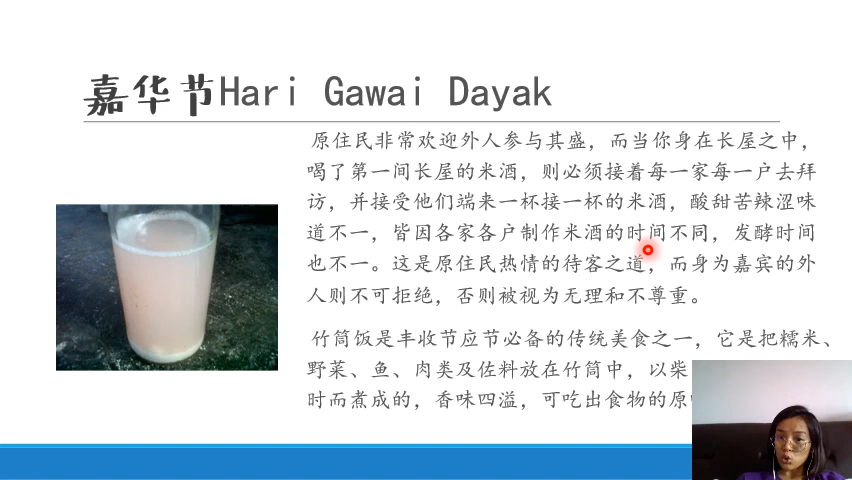 嘉华节Hari Gawai Dayak
原住民非常欢迎外人参与其盛，而当你身在长屋之中，
喝了第一间长屋的米酒，则必须接着每一家每一户去拜
访，并接受他们端来一杯接一杯的米酒，酸甜苦辣涩味
道不一，皆因各家各户制作米酒的时间不同，发酵时间
也不一。这是原住民热情的待客之道，而身为嘉宾的外
人则不可拒绝，否则被视为无理和不尊重。
竹筒饭是丰收节应节必备的传统美食之一，它是把糯米、
野菜、鱼、肉类及佐料放在竹筒中，以柴
时而煮成的，香味四溢，可吃出食物的原